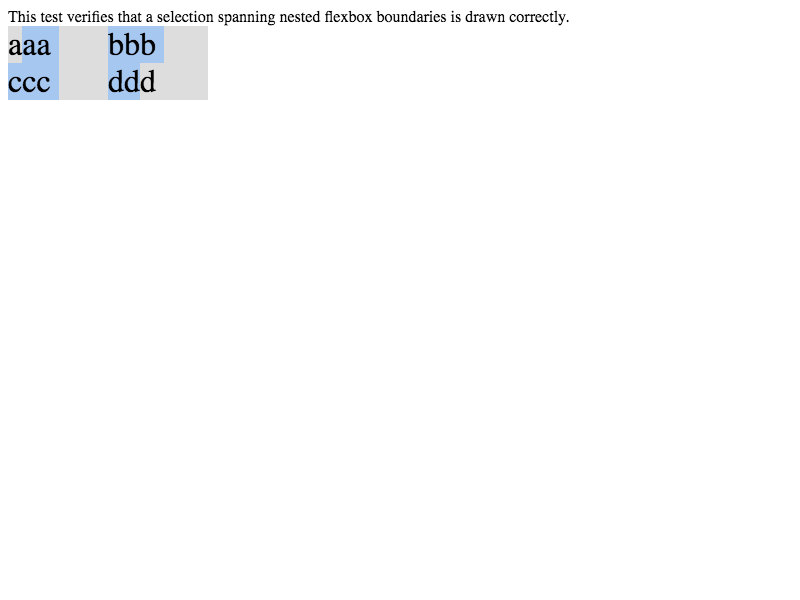 This test verifies that a selection spanning nested flexbox boundaries is drawn correctly.
aaa bbb
ccc ddd